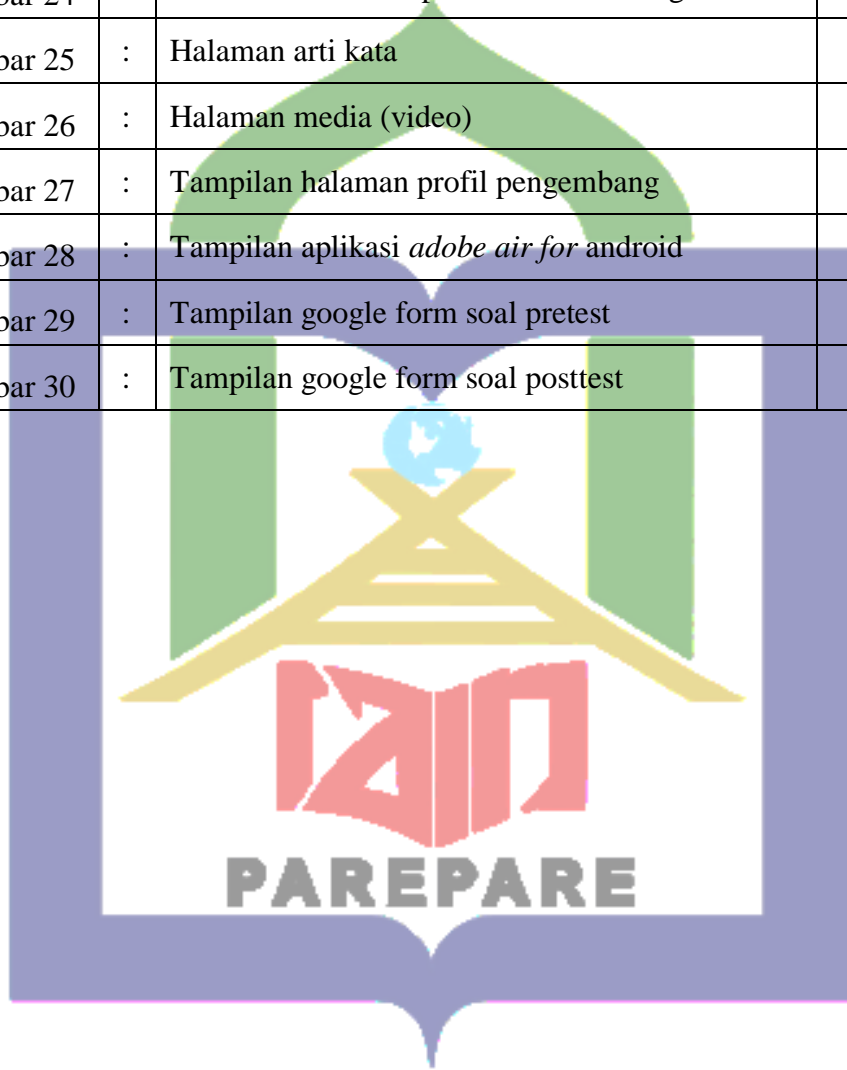 bar 25 : Halaman arti kata
bar 26 : Halaman media (video)
bar 27 : Tampilan halaman profil pengembang
bar 28 : Tampilan aplikasi adobe air for android
bar 29 : Tampilan google form soal pretest
bar 30 : Tampilan google form soal posttest
iain
PAREPARE